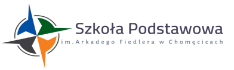 Szkoła Podstawowa
im. Arkadego Fiedlera w Chomęcicach